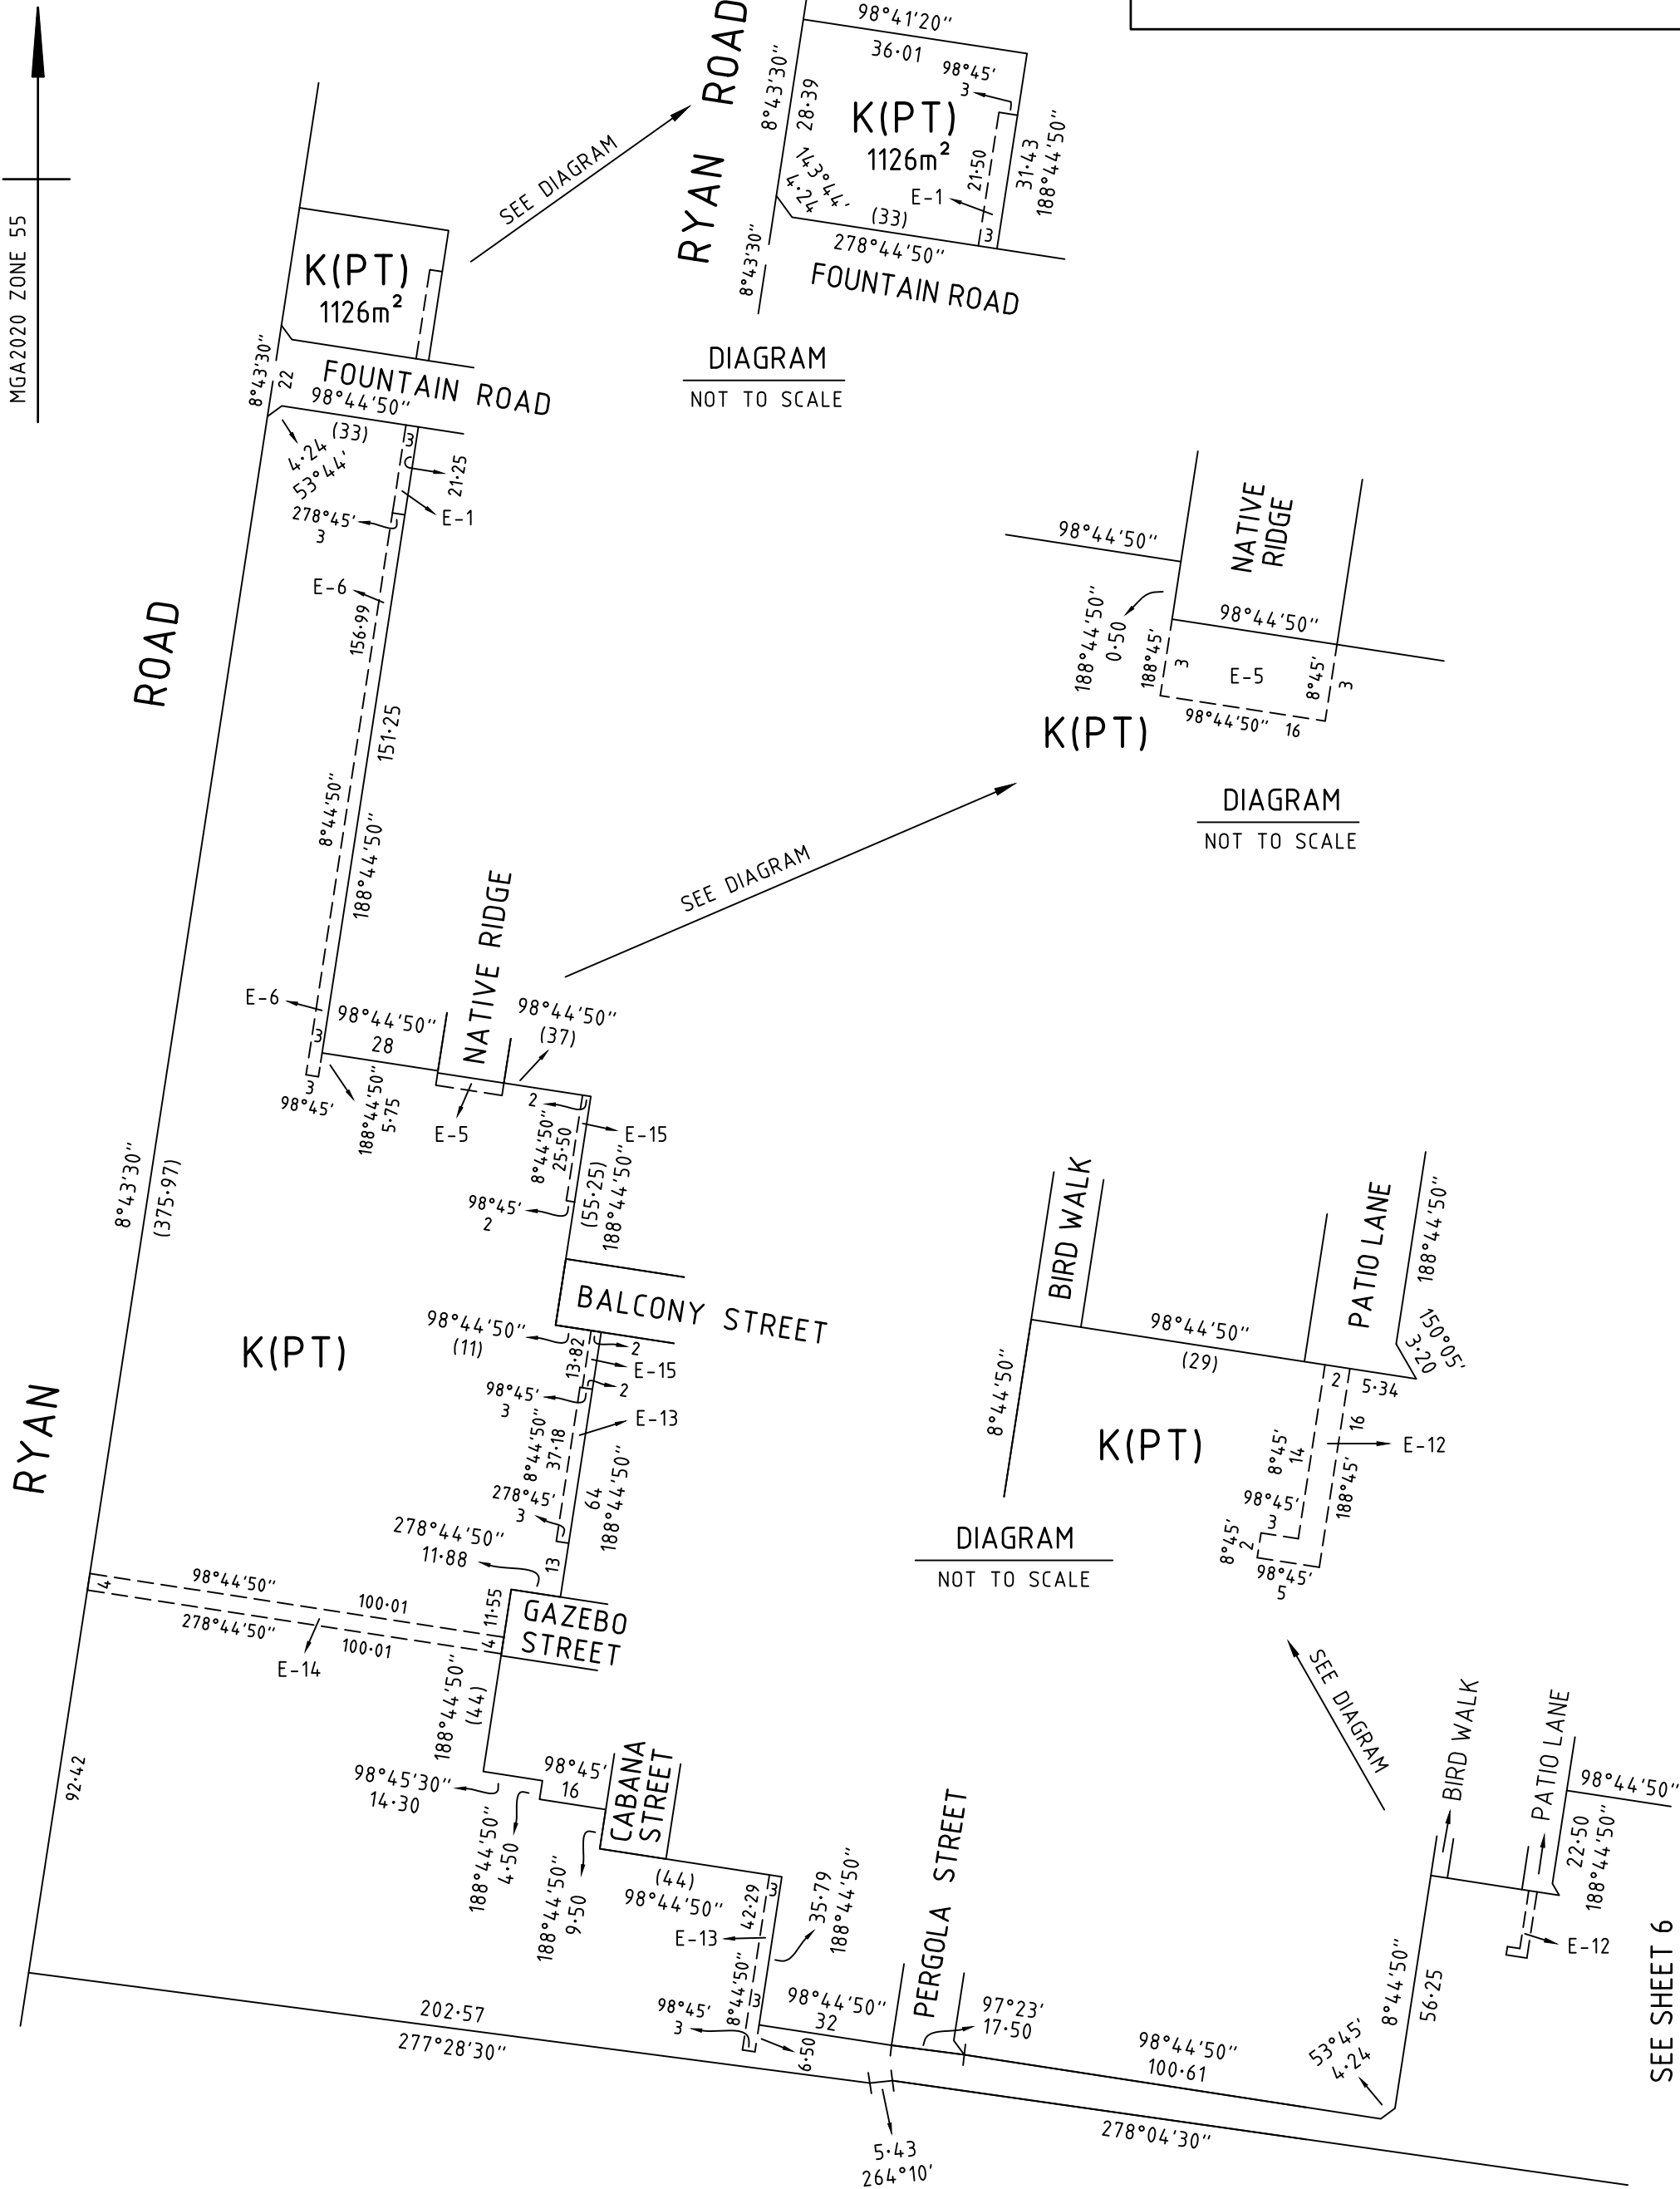 MGA2020 ZONE 55
98°41'20"
36·01
98°45'
3
8°43'30"
28·39
K(PT)
1126m²
21·50
31·43
188°44'50"
143°44'
4·24
E-1
(33)
3
278°44'50"
8°43'30"
RYAN ROAD
FOUNTAIN ROAD
DIAGRAM
NOT TO SCALE
SEE DIAGRAM
K(PT)
1126m²
8°43'30"
22
FOUNTAIN ROAD
98°44'50"
(33)
3
4·24
53°44'
21·25
E-1
278°45'
3
E-6
156·99
151·25
8°44'50"
188°44'50"
98°44'50"
NATIVE
RIDGE
98°44'50"
188°44'50"
0·50
188°45'
3
E-5
8°45'
3
98°44'50" 16
K(PT)
DIAGRAM
NOT TO SCALE
SEE DIAGRAM
RYAN ROAD
E-6
3
98°44'50"
28
NATIVE RIDGE
98°44'50"
(37)
3
98°45'
188°44'50"
5·75
E-5
2
8°44'50"
25·50
E-15
(55·25)
188°44'50"
98°45'
2
8°43'30"
(375·97)
BALCONY STREET
98°44'50"
(11)
13·82
2
E-15
2
98°45'
3
E-13
8°44'50"
37·18
278°45'
3
64
188°44'50"
13
K(PT)
278°44'50"
11·88
11·55
4
GAZEBO
STREET
98°44'50"
100·01
4
278°44'50"
100·01
E-14
188°44'50"
(44)
92·42
98°45'30"
14·30
98°45'
16
188°44'50"
4·50
CABANA
STREET
188°44'50"
9·50
(44)
98°44'50"
42·29
3
E-13
35·79
188°44'50"
8°44'50"
3
98°45'
3
6·50
98°44'50"
32
PERGOLA STREET
97°23'
17·50
98°44'50"
100·61
202·57
277°28'30"
5·43
264°10'
278°04'30"
53°45'
4·24
8°44'50"
56·25
BIRD WALK
PATIO LANE
188°44'50"
150°05'
3·20
98°44'50"
(29)
8°44'50"
2
5·34
16
E-12
8°45'
14
188°45'
98°45'
3
8°45'
2
98°45'
5
K(PT)
DIAGRAM
NOT TO SCALE
SEE DIAGRAM
BIRD WALK
PATIO LANE
98°44'50"
22·50
188°44'50"
E-12
SEE SHEET 6